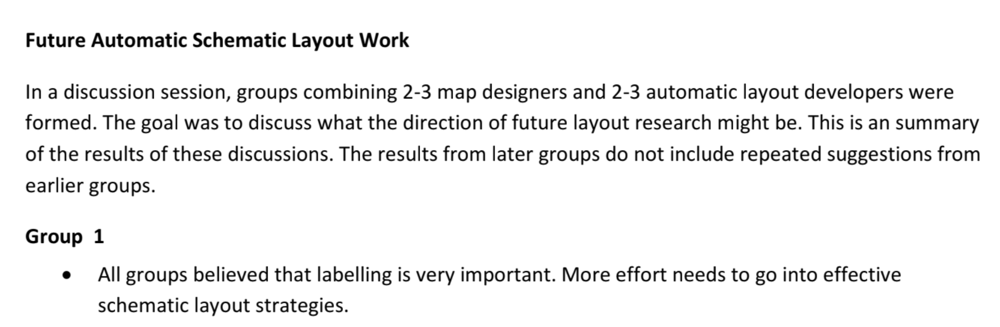 Future Automatic Schematic Layout Work
In a discussion session, groups combining 2-3 map designers and 2-3 automatic layout developers were
formed. The goal was to discuss what the direction of future layout research might be. This is an summary
of the results of these discussions. The results from later groups do not include repeated suggestions from
earlier groups.
Group  1
• All groups believed that labelling is very important. More effort needs to go into effective
schematic layout strategies.